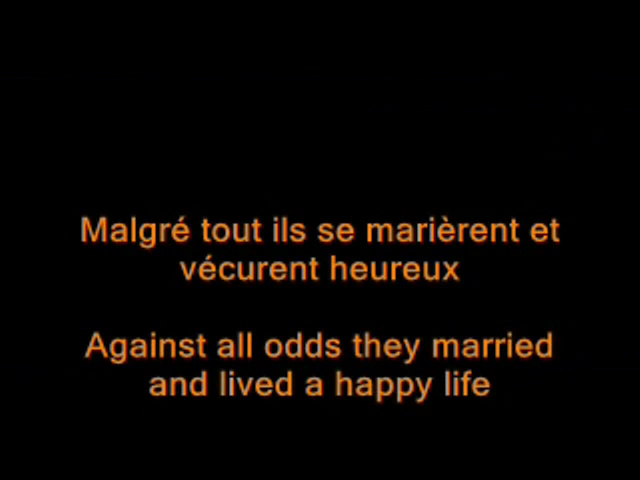 Malgré tout ils se marièrent et
vécurent heureux
Against all odds they married
and lived a happy life